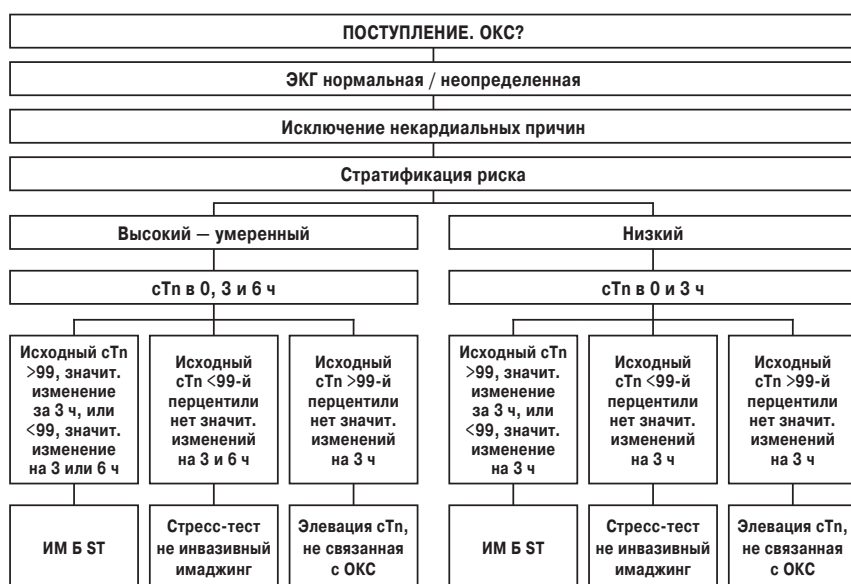 ПОСТУПЛЕНИЕ. ОКС?
ЭКГ нормальная / неопределенная
Исключение некардиальных причин
Стратификация риска
Высокий — умеренный
Низкий
сТn в 0, 3 и 6 ч
сТn в 0 и 3 ч
Исходный сТn
>99, значит.
изменение
за 3 ч, или
<99, значит.
изменение
на 3 или 6 ч
Исходный
сТn <99-й
перцентили
нет значит.
изменений
на 3 и 6 ч
Исходный
сТn >99-й
перцентили
нет значит.
изменений
на 3 ч
Исходный сТn
>99, значит.
изменение
за 3 ч, или
<99, значит.
изменение
на 3 ч
Исходный
сТn <99-й
перцентили
нет значит.
изменений
на 3 ч
Исходный
сТn >99-й
перцентили
нет значит.
изменений
на 3 ч
ИМ Б ST
Стресс-тест
не инвазивный
имаджинг
Элевация сТn,
не связанная
с ОКС
ИМ Б ST
Стресс-тест
не инвазивный
имаджинг
Элевация сТn,
не связанная
с ОКС